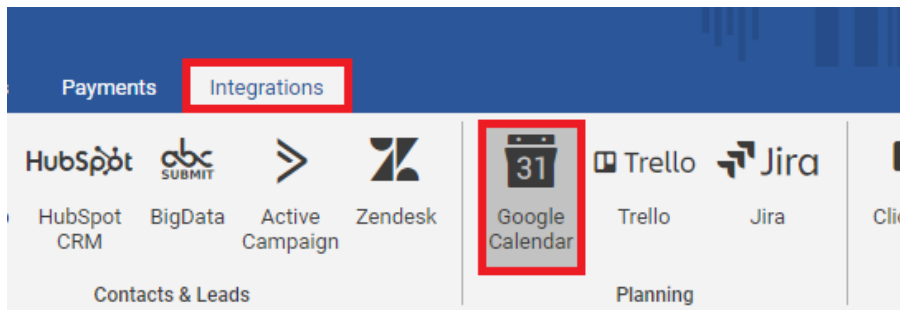 Payments Integrations
HubSpot abc SUBMIT 31 Trello Jira
HubSpot CRM
BigData
Active Campaign
Zendesk
Google Calendar
Trello
Jira
Contacts & Leads
Planning